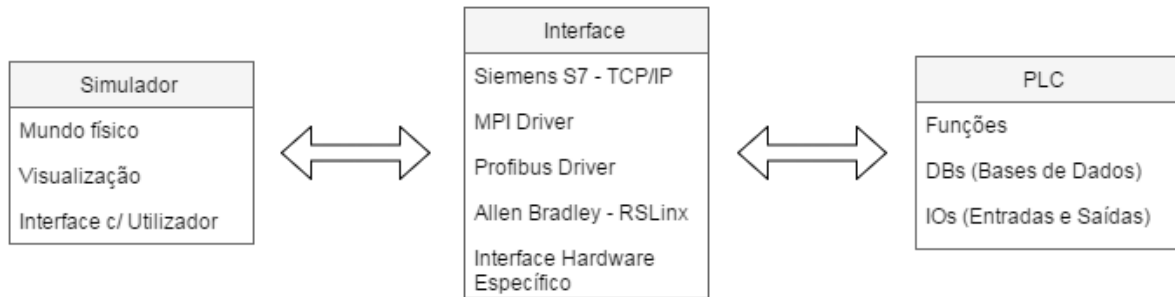 Simulador
Mundo físico
Visualização
Interface c/ Utilizador
Interface
Siemens S7 - TCP/IP
MPI Driver
Profibus Driver
Allen Bradley - RSLinx
Interface Hardware
Específico
PLC
Funções
DBs (Bases de Dados)
IOs (Entradas e Saídas)